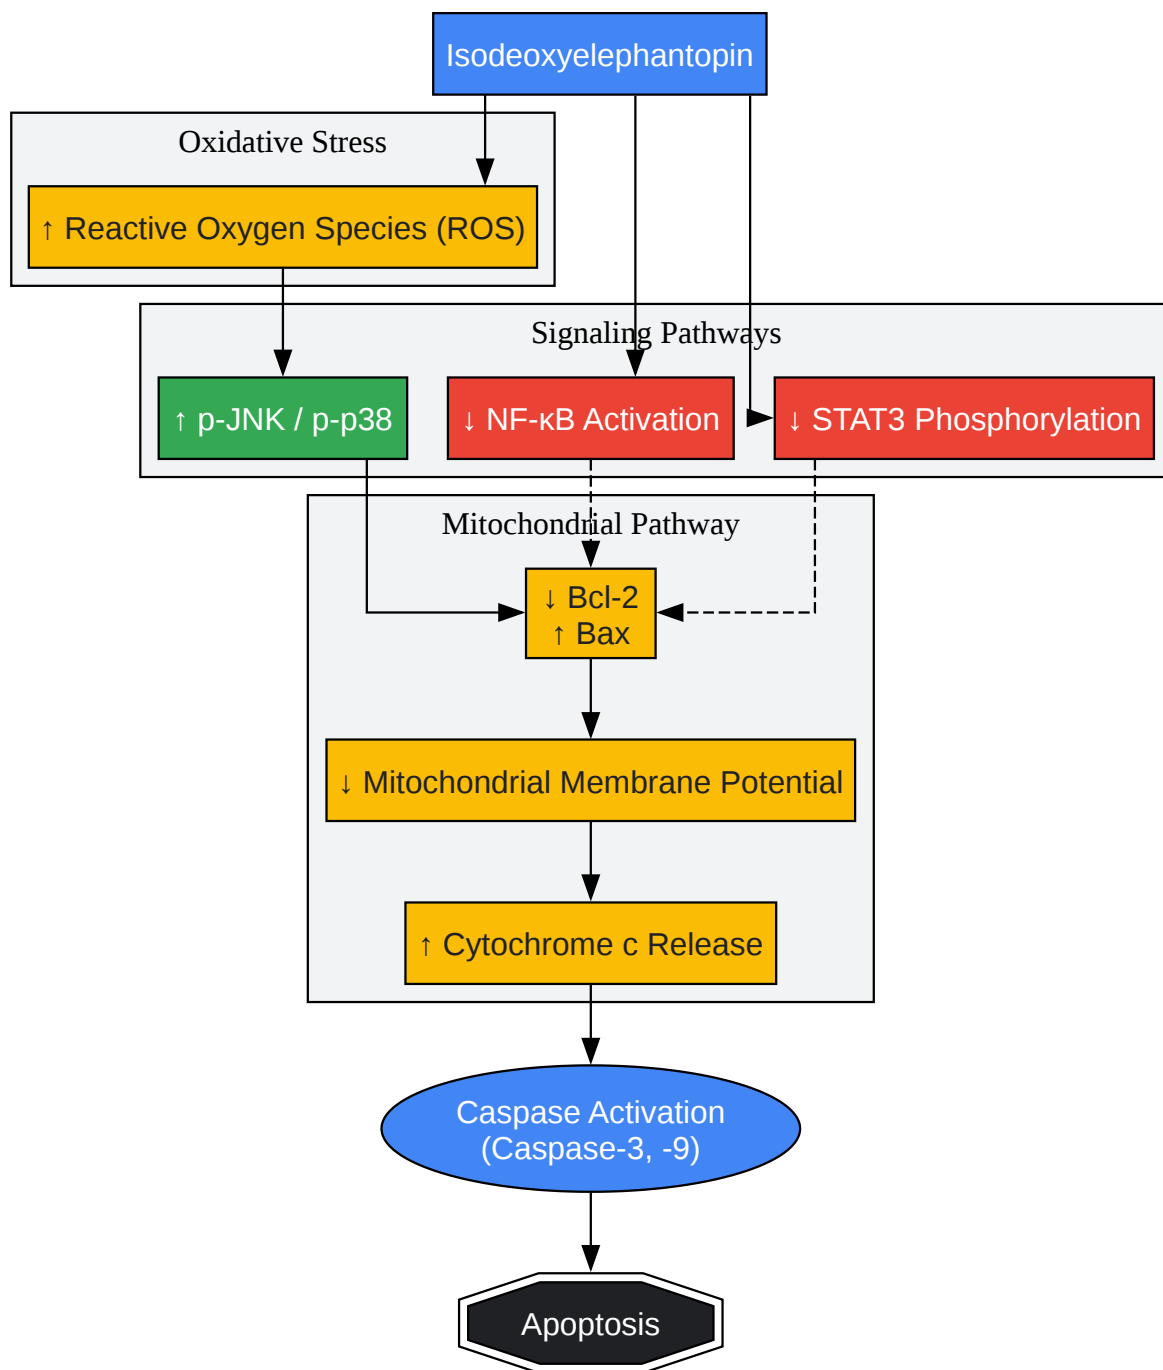 Isodeoxyelephantopin
Oxidative Stress
↑ Reactive Oxygen Species (ROS)
Signaling Pathways
↑ p-JNK / p-p38
↓ NF-κB Activation
↓ STAT3 Phosphorylation
Mitochondrial Pathway
↓ Bcl-2
↑ Bax
↓ Mitochondrial Membrane Potential
↑ Cytochrome c Release
Caspase Activation
(Caspase-3, -9)
Apoptosis